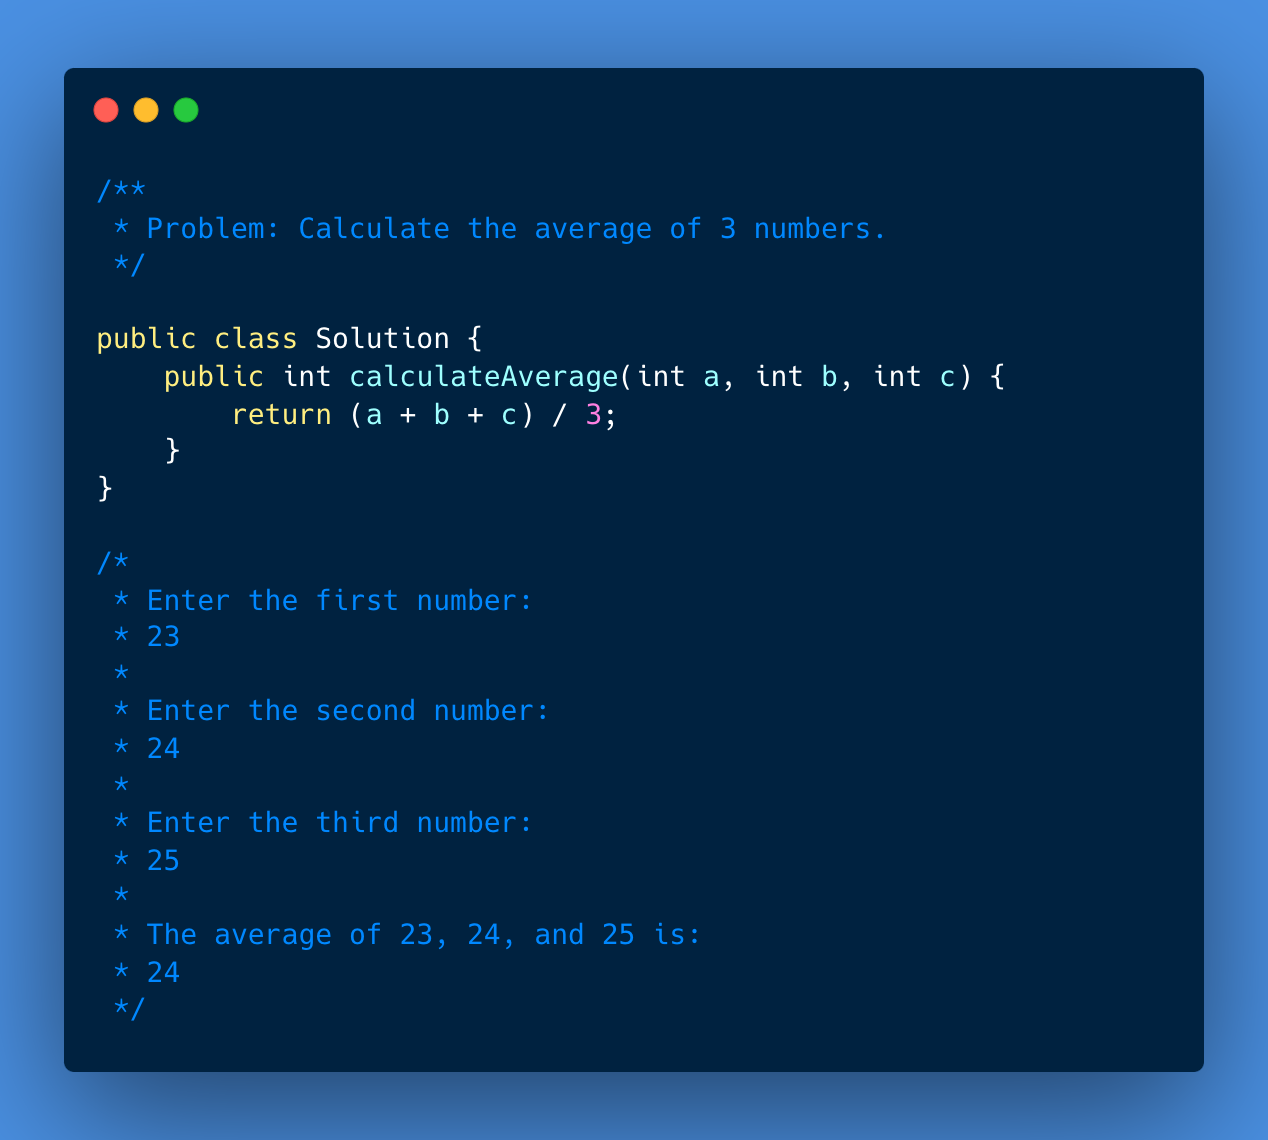 /**
 * Problem: Calculate the average of 3 numbers.
 */

public class Solution {
    public int calculateAverage(int a, int b, int c) {
        return (a + b + c) / 3;
    }
}

/*
 * Enter the first number:
 * 23
 *
 * Enter the second number:
 * 24
 *
 * Enter the third number:
 * 25
 *
 * The average of 23, 24, and 25 is:
 * 24
 */